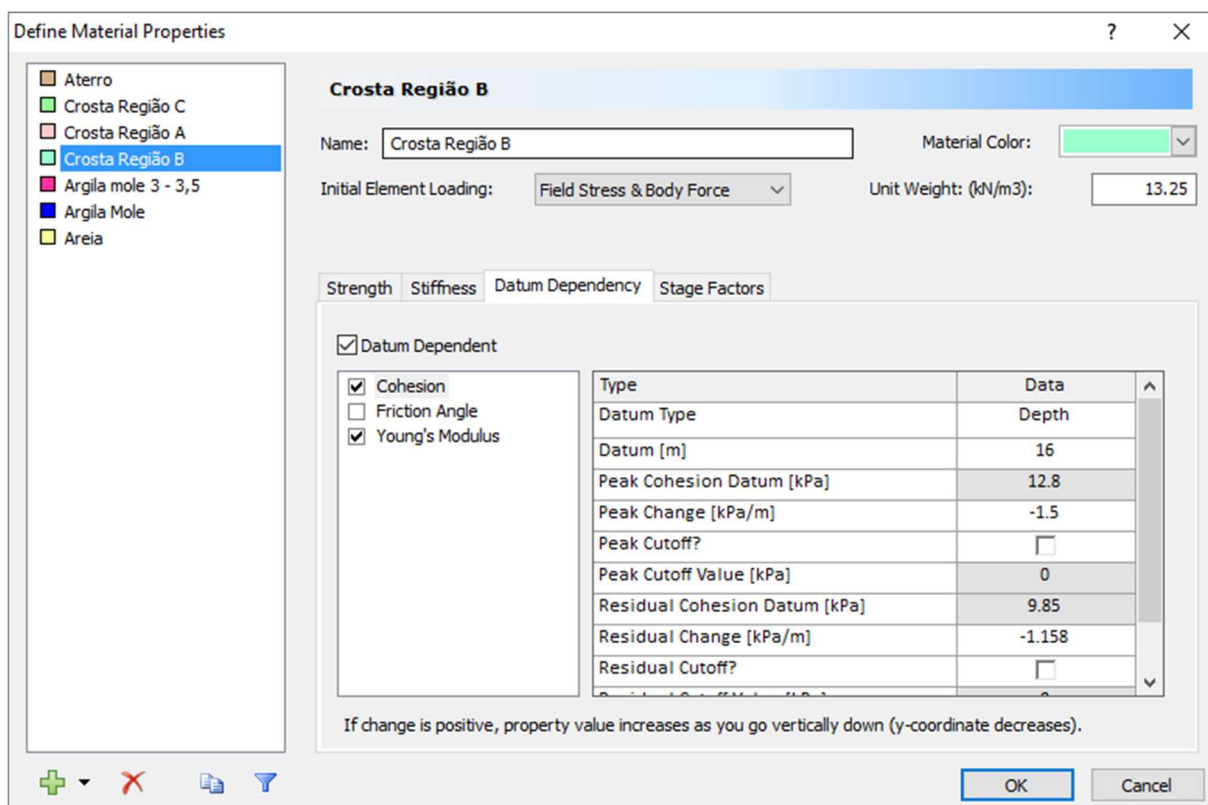 Define Material Properties
?
Aterro
Crosta Região C
Crosta Região A
Crosta Região B
Argila mole 3 - 3,5
Argila Mole
Areia
Crosta Região B
Name: Crosta Região B
Material Color:
Initial Element Loading: Field Stress & Body Force
Unit Weight: (kN/m3): 13.25
Strength Stiffness Datum Dependency Stage Factors
Datum Dependent
Cohesion
Friction Angle
Young's Modulus
Type Data
Datum Type Depth
Datum [m] 16
Peak Cohesion Datum [kPa] 12.8
Peak Change [kPa/m] -1.5
Peak Cutoff?
Peak Cutoff Value [kPa] 0
Residual Cohesion Datum [kPa] 9.85
Residual Change [kPa/m] -1.158
Residual Cutoff?
If change is positive, property value increases as you go vertically down (y-coordinate decreases).
OK Cancel